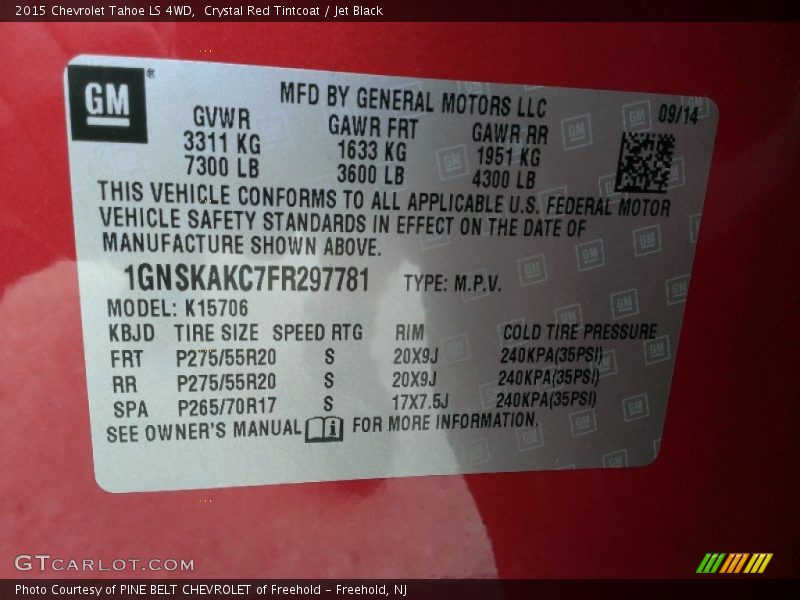 2015 Chevrolet Tahoe LS 4WD,  Crystal Red Tintcoat / Jet Black
GM®
MFD BY GENERAL MOTORS LLC
09/14
GVWR GAWR FRT GAWR RR
3311 KG 1633 KG 1951 KG
7300 LB 3600 LB 4300 LB
THIS VEHICLE CONFORMS TO ALL APPLICABLE U.S. FEDERAL MOTOR
VEHICLE SAFETY STANDARDS IN EFFECT ON THE DATE OF
MANUFACTURE SHOWN ABOVE.
1GNSKAKC7FR297781 TYPE: M.P.V.
MODEL: K15706
KBJD TIRE SIZE SPEED RTG RIM COLD TIRE PRESSURE
FRT P275/55R20 S 20X9J 240KPA(35PSI)
RR P275/55R20 S 20X9J 240KPA(35PSI)
SPA P265/70R17 S 17X7.5J 240KPA(35PSI)
SEE OWNER'S MANUAL i FOR MORE INFORMATION.
GTCARLOT.COM
Photo Courtesy of PINE BELT CHEVROLET of Freehold - Freehold, NJ